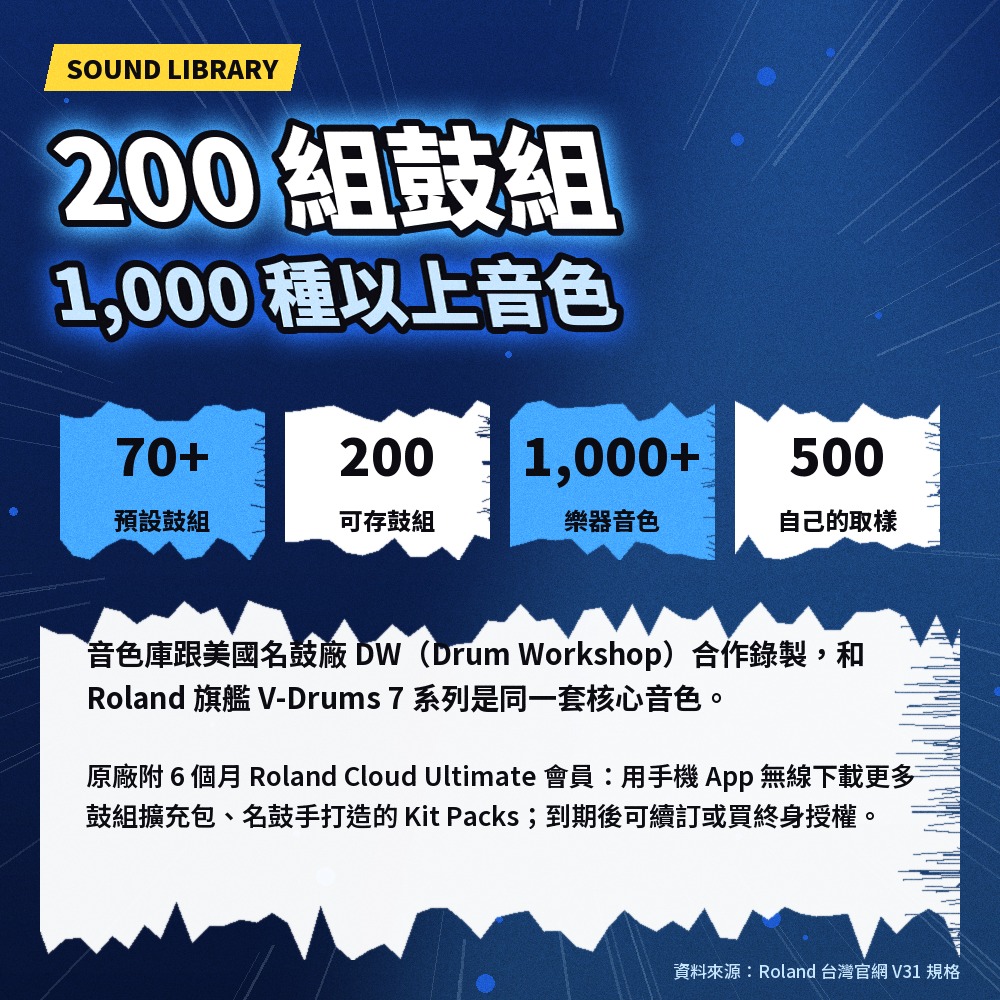 SOUND LIBRARY
200 組鼓組
1,000 種以上音色
70+
預設鼓組
200
可存鼓組
1,000+
樂器音色
500
自己的取樣
音色庫跟美國名鼓廠 DW（Drum Workshop）合作錄製，和
Roland 旗艦 V-Drums 7 系列是同一套核心音色。
原廠附 6 個月 Roland Cloud Ultimate 會員：用手機 App 無線下載更多
鼓組擴充包、名鼓手打造的 Kit Packs；到期後可續訂或買終身授權。
資料來源：Roland 台灣官網 V31 規格